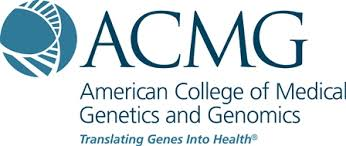 ACMG
American College of Medical
Genetics and Genomics
Translating Genes Into Health®